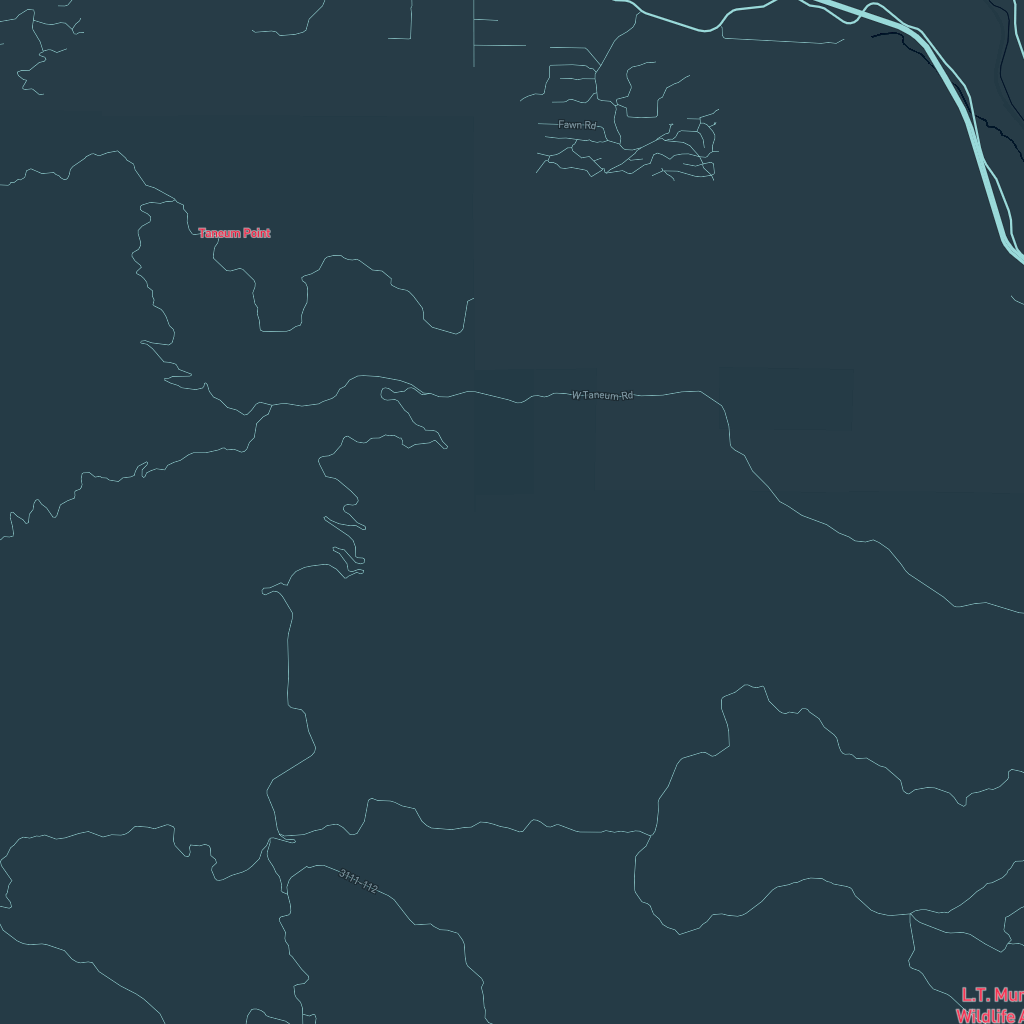 Fawn Rd
Taneum Point
W Taneum Rd
3111-112
L.T. Mur
Wildlife A